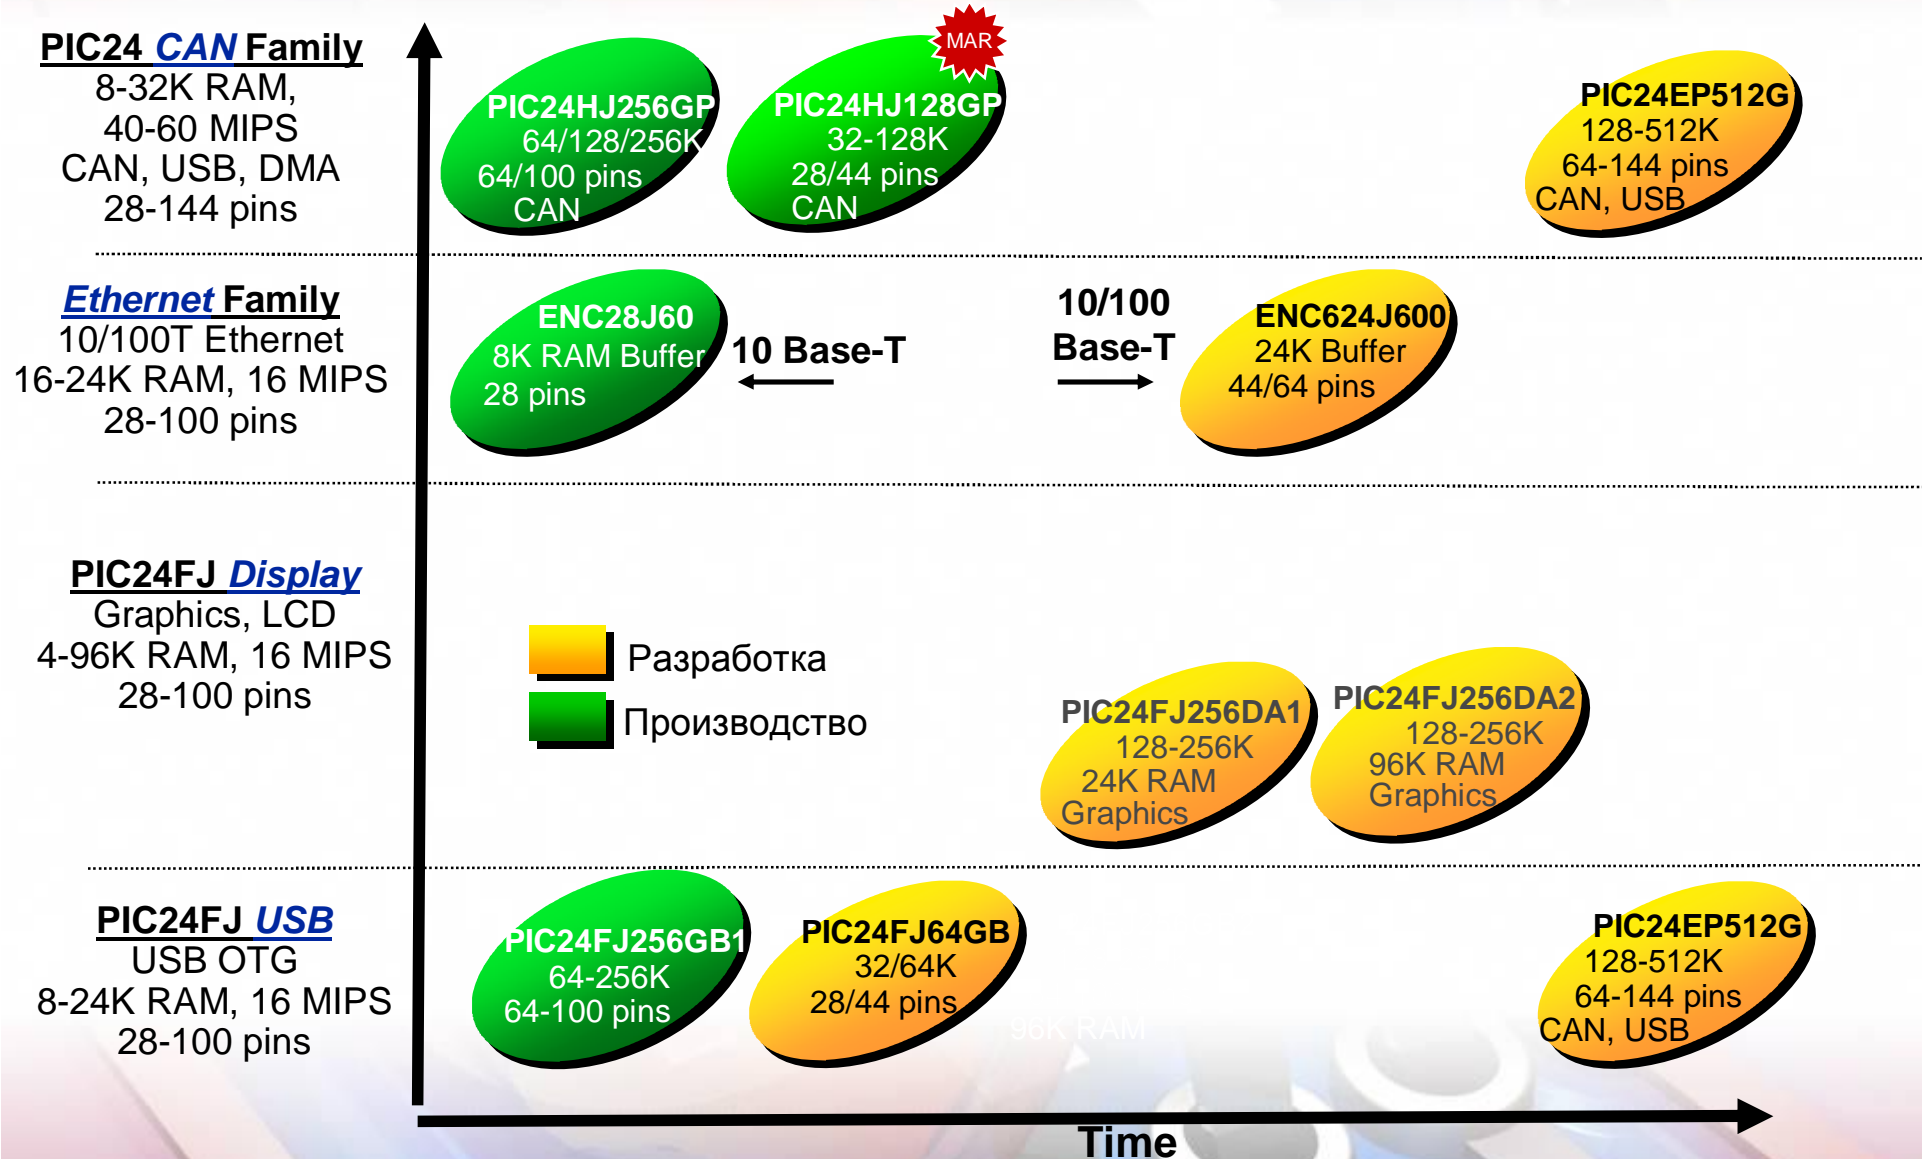 PIC24 CAN Family
8-32K RAM,
40-60 MIPS
CAN, USB, DMA
28-144 pins
PIC24HJ256GP
64/128/256K
64/100 pins
CAN
MAR
PIC24HJ128GP
32-128K
28/44 pins
CAN
PIC24EP512G
128-512K
64-144 pins
CAN, USB
Ethernet Family
10/100T Ethernet
16-24K RAM, 16 MIPS
28-100 pins
ENC28J60
8K RAM Buffer
28 pins
10 Base-T
10/100
Base-T
ENC624J600
24K Buffer
44/64 pins
PIC24FJ Display
Graphics, LCD
4-96K RAM, 16 MIPS
28-100 pins
Разработка
Производство
PIC24FJ256DA1
128-256K
24K RAM
Graphics
PIC24FJ256DA2
128-256K
96K RAM
Graphics
PIC24FJ USB
USB OTG
8-24K RAM, 16 MIPS
28-100 pins
PIC24FJ256GB1
64-256K
64-100 pins
PIC24FJ64GB
32/64K
28/44 pins
96K RAM
PIC24EP512G
128-512K
64-144 pins
CAN, USB
Time